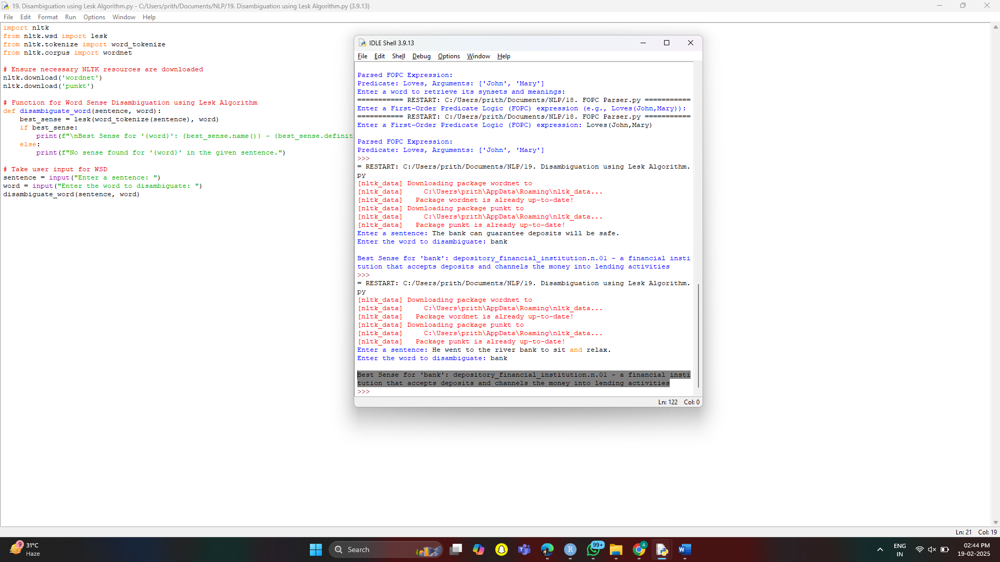 19. Disambiguation using Lesk Algorithm.py - C:/Users/prith/Documents/NLP/19. Disambiguation using Lesk Algorithm.py (3.9.13)
File Edit Format Run Options Window Help
import nltk
from nltk.wsd import lesk
from nltk.tokenize import word_tokenize
from nltk.corpus import wordnet
# Ensure necessary NLTK resources are downloaded
nltk.download('wordnet')
nltk.download('punkt')
# Function for Word Sense Disambiguation using Lesk Algorithm
def disambiguate_word(sentence, word):
    best_sense = lesk(word_tokenize(sentence), word)
    if best_sense:
        print(f"\nBest Sense for '{word}': {best_sense.name()} - {best_sense.definit
    else:
        print(f"No sense found for '{word}' in the given sentence.")
# Take user input for WSD
sentence = input("Enter a sentence: ")
word = input("Enter the word to disambiguate: ")
disambiguate_word(sentence, word)
IDLE Shell 3.9.13
File Edit Shell Debug Options Window Help
Parsed FOPC Expression:
Predicate: Loves, Arguments: ['John', 'Mary']
Enter a word to retrieve its synsets and meanings:
=========== RESTART: C:/Users/prith/Documents/NLP/18. FOPC Parser.py ===========
Enter a First-Order Predicate Logic (FOPC) expression (e.g., Loves(John,Mary)):
=========== RESTART: C:/Users/prith/Documents/NLP/18. FOPC Parser.py ===========
Enter a First-Order Predicate Logic (FOPC) expression: Loves(John,Mary)
Parsed FOPC Expression:
Predicate: Loves, Arguments: ['John', 'Mary']
>>>
= RESTART: C:/Users/prith/Documents/NLP/19. Disambiguation using Lesk Algorithm.
py
[nltk_data] Downloading package wordnet to
[nltk_data]     C:\Users\prith\AppData\Roaming\nltk_data...
[nltk_data]   Package wordnet is already up-to-date!
[nltk_data] Downloading package punkt to
[nltk_data]     C:\Users\prith\AppData\Roaming\nltk_data...
[nltk_data]   Package punkt is already up-to-date!
Enter a sentence: The bank can guarantee deposits will be safe.
Enter the word to disambiguate: bank
Best Sense for 'bank': depository_financial_institution.n.01 - a financial insti
tution that accepts deposits and channels the money into lending activities
>>>
= RESTART: C:/Users/prith/Documents/NLP/19. Disambiguation using Lesk Algorithm.
py
[nltk_data] Downloading package wordnet to
[nltk_data]     C:\Users\prith\AppData\Roaming\nltk_data...
[nltk_data]   Package wordnet is already up-to-date!
[nltk_data] Downloading package punkt to
[nltk_data]     C:\Users\prith\AppData\Roaming\nltk_data...
[nltk_data]   Package punkt is already up-to-date!
Enter a sentence: He went to the river bank to sit and relax.
Enter the word to disambiguate: bank
Best Sense for 'bank': depository_financial_institution.n.01 - a financial insti
tution that accepts deposits and channels the money into lending activities
>>>
Ln: 122 Col: 0
Ln: 21 Col: 19
9
31°C
Haze
Search
T
R
99+
A
W
ENG
IN
02:44 PM
19-02-2025